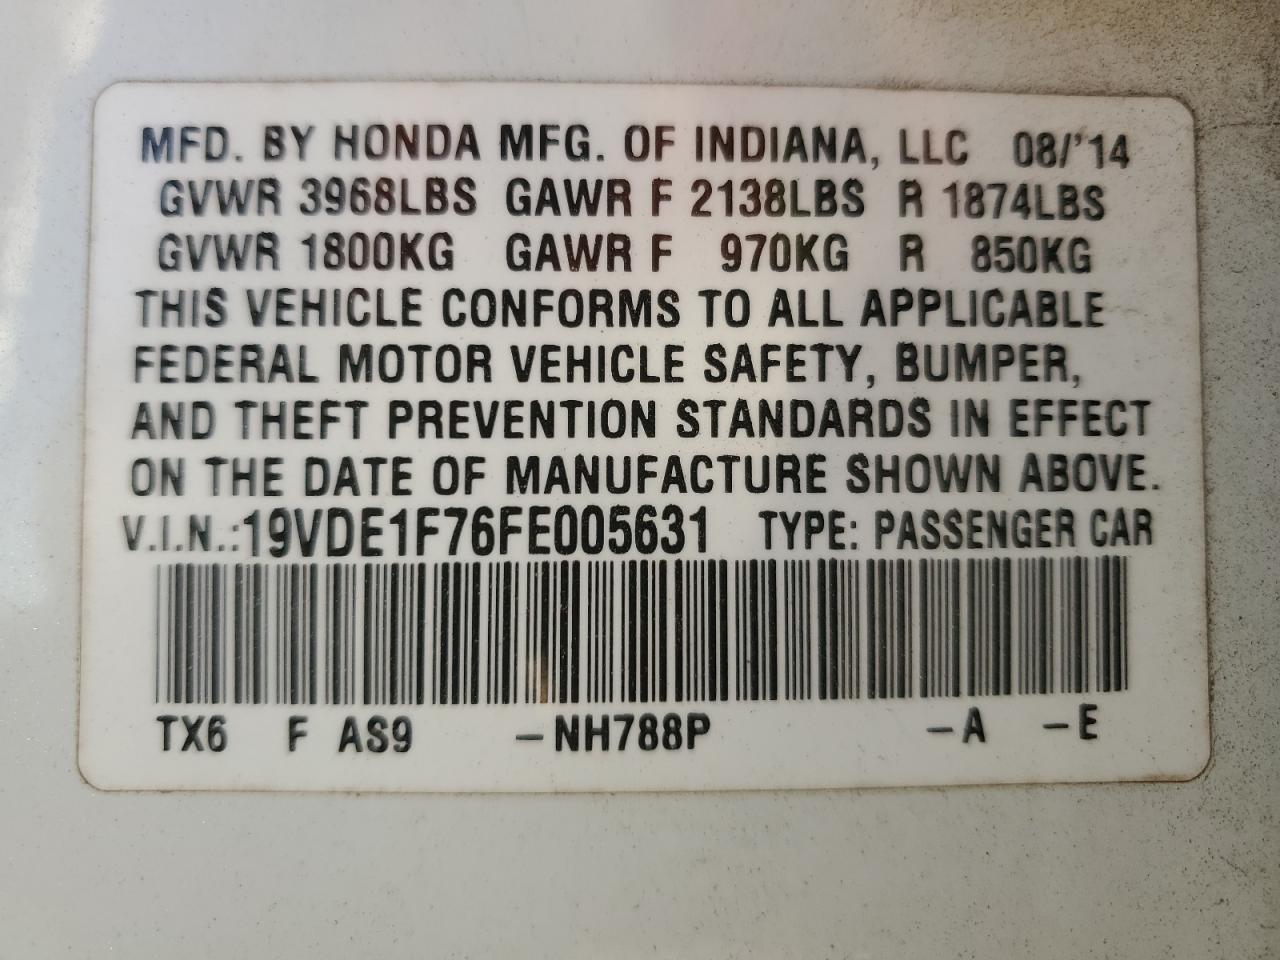 MFD. BY HONDA MFG. OF INDIANA, LLC 08/'14
GVWR 3968LBS GAWR F 2138LBS R 1874LBS
GVWR 1800KG GAWR F 970KG R 850KG
THIS VEHICLE CONFORMS TO ALL APPLICABLE
FEDERAL MOTOR VEHICLE SAFETY, BUMPER,
AND THEFT PREVENTION STANDARDS IN EFFECT
ON THE DATE OF MANUFACTURE SHOWN ABOVE.
V.I.N.:19VDE1F76FE005631 TYPE: PASSENGER CAR
TX6 F AS9 –NH788P –A –E